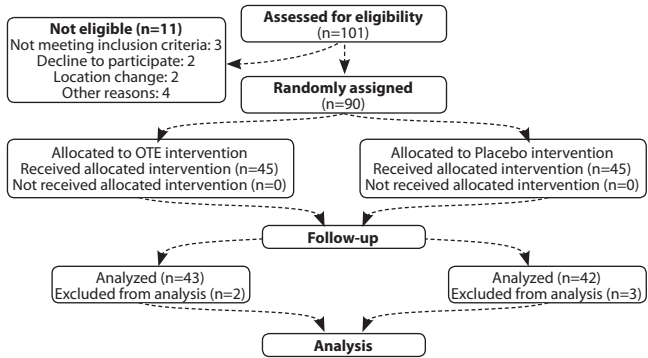 Not eligible (n=11)
Not meeting inclusion criteria: 3
Decline to participate: 2
Location change: 2
Other reasons: 4
Assessed for eligibility
(n=101)
Randomly assigned
(n=90)
Allocated to OTE intervention
Received allocated intervention (n=45)
Not received allocated intervention (n=0)
Allocated to Placebo intervention
Received allocated intervention (n=45)
Not received allocated intervention (n=0)
Follow-up
Analyzed (n=43)
Excluded from analysis (n=2)
Analyzed (n=42)
Excluded from analysis (n=3)
Analysis